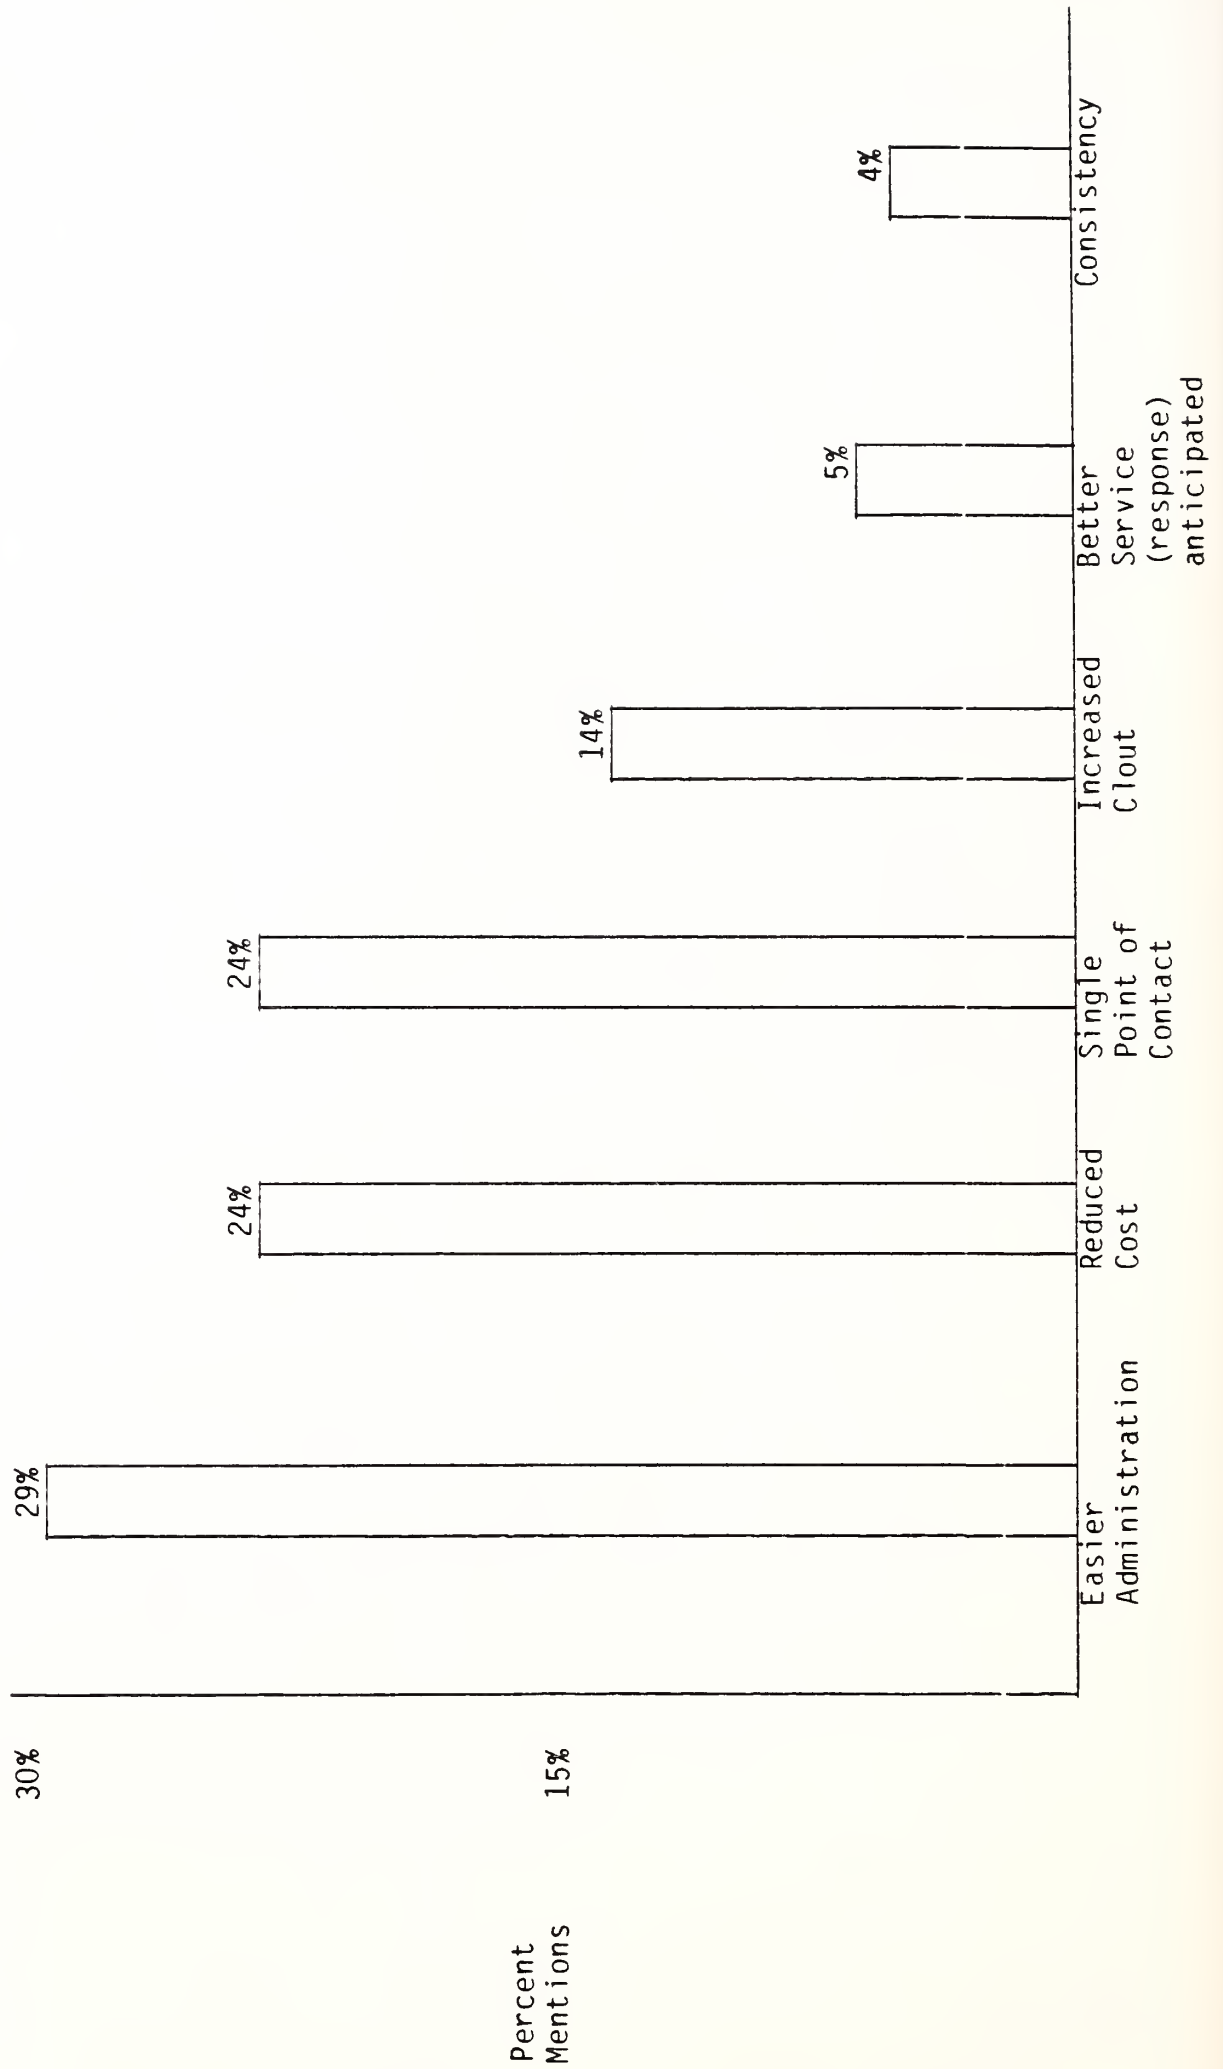 30%
15%
Percent
Mentions
29%
24%
24%
14%
5%
4%
Easier
Administration
Reduced
Cost
Single
Point of
Contact
Increased
Clout
Better
Service
(response)
anticipated
Consistency